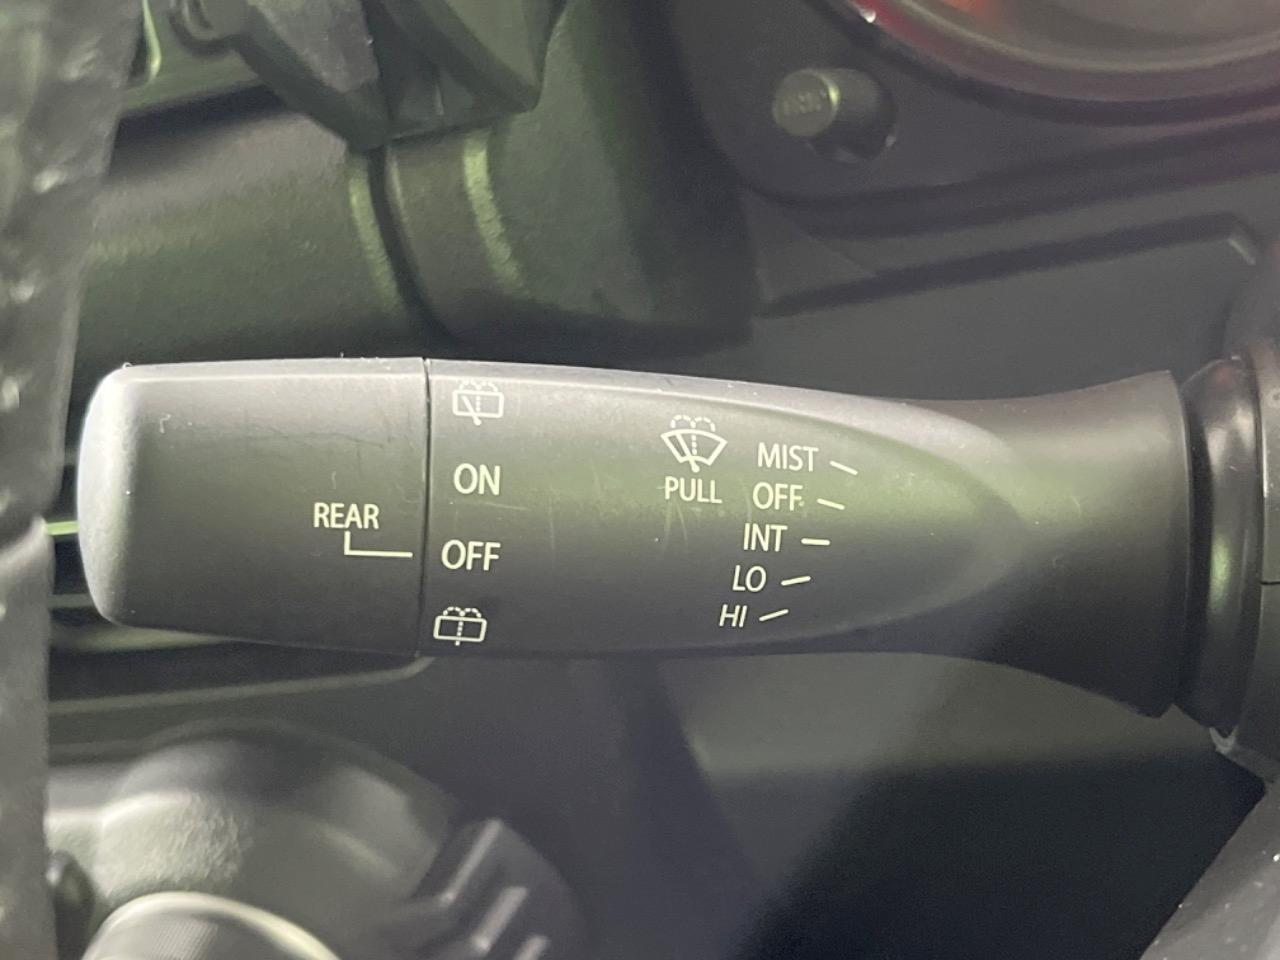 MIST
ON
PULL
OFF
REAR
INT
OFF
LO
HI